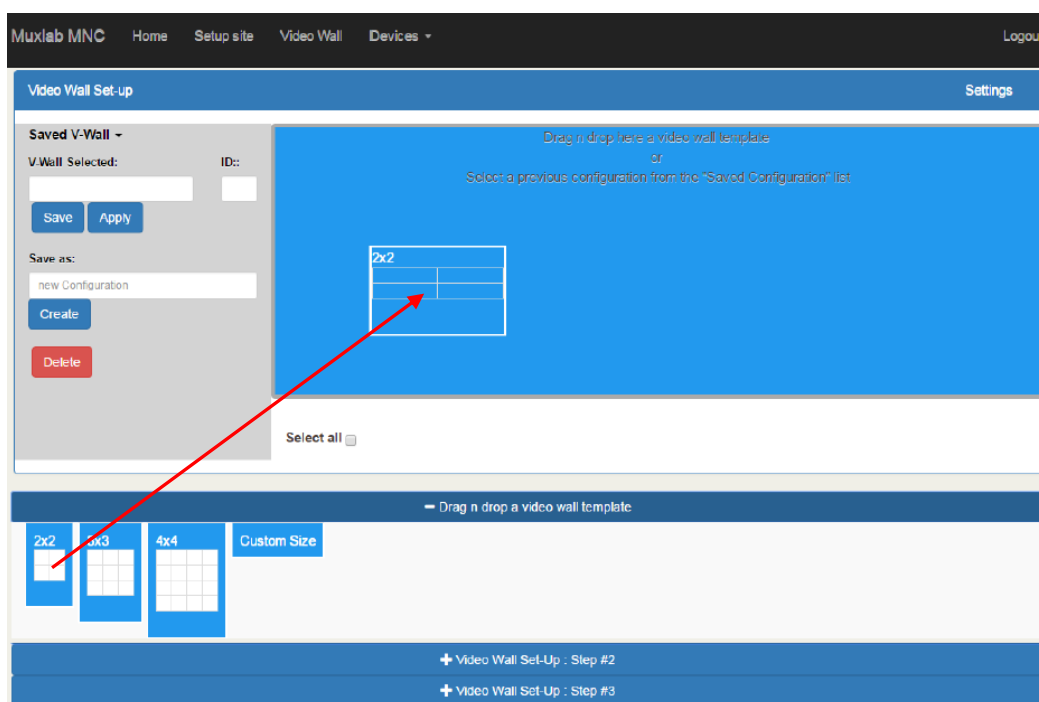 Muxlab MNC Home Setup site Video Wall Devices Logou
Video Wall Set-up Settings
Saved V-Wall
V.Wall Selected: ID::
Save Apply
Save as:
new Configuration
Create
Delete
Drag n drop here a video wall template
or
Select a previous configuration from the "Saved Configuration" list
2x2
Select all
Drag n drop a video wall template
2x2 3x3 4x4 Custom Size
Video Wall Set-Up : Step #2
Video Wall Set-Up : Step #3